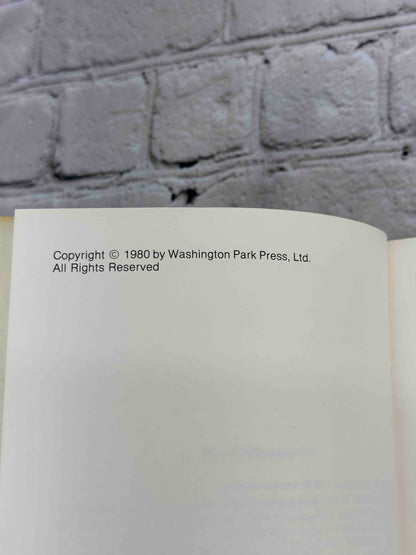 Copyright © 1980 by Washington Park Press, Ltd.
All Rights Reserved